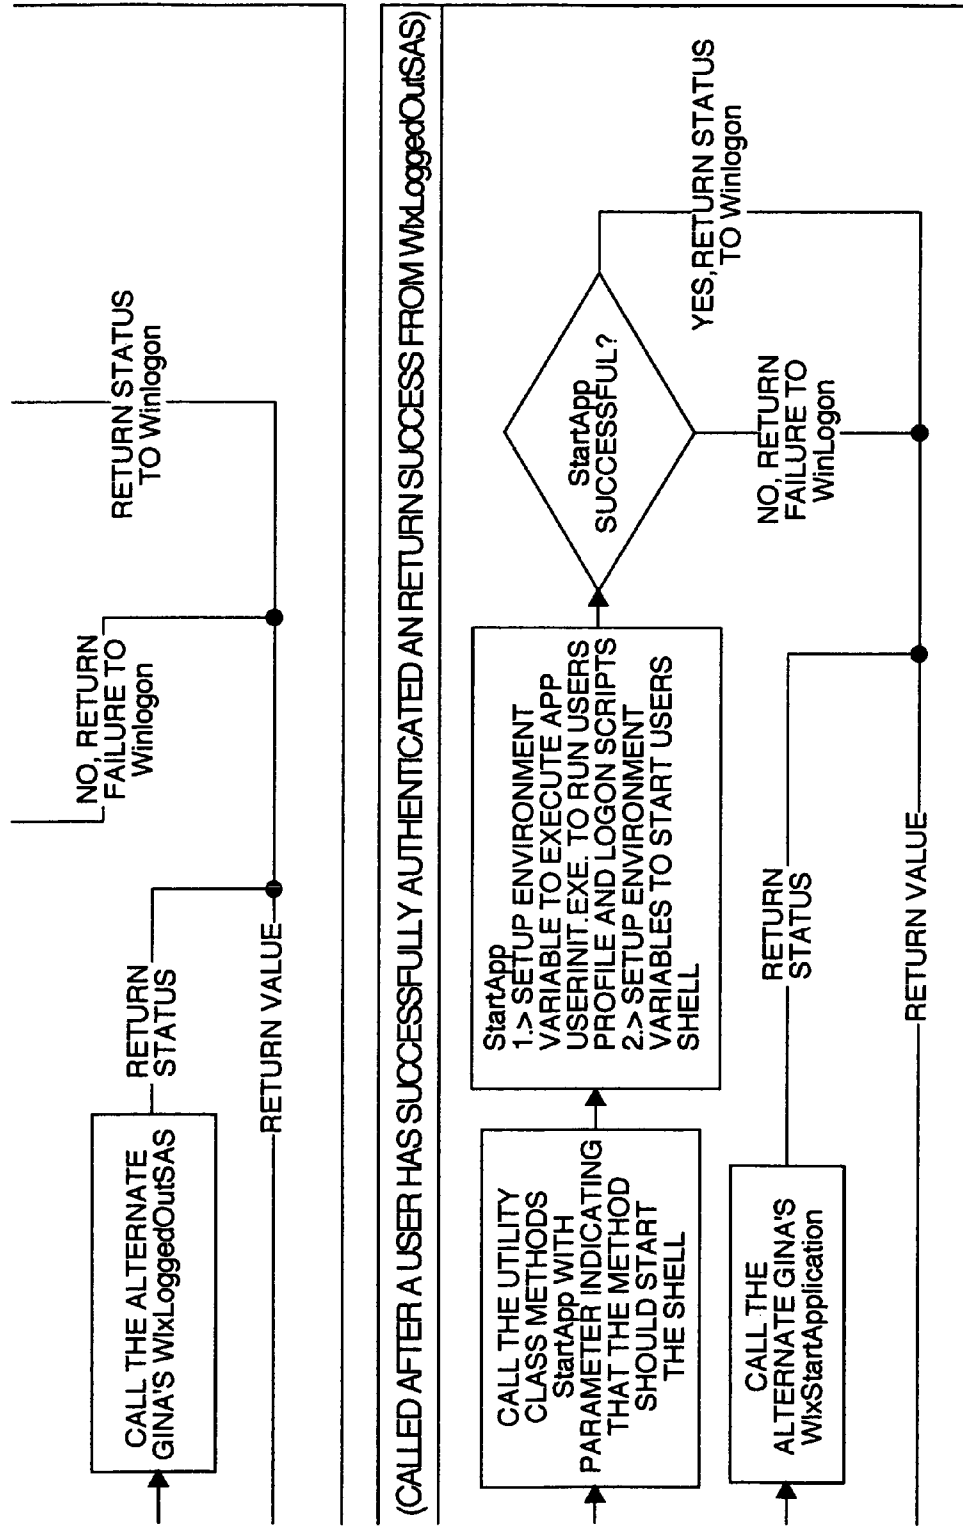 CALL THE ALTERNATE
GINA'S WlxLoggedOutSAS
RETURN
STATUS
NO, RETURN
FAILURE TO
Winlogon
RETURN STATUS
TO Winlogon
RETURN VALUE
(CALLED AFTER A USER HAS SUCCESSFULLY AUTHENTICATED AN RETURN SUCCESS FROM WlxLoggedOutSAS)
CALL THE UTILITY
CLASS METHODS
StartApp WITH
PARAMETER INDICATING
THAT THE METHOD
SHOULD START
THE SHELL
StartApp
1.> SETUP ENVIRONMENT
VARIABLE TO EXECUTE APP
USERINIT.EXE. TO RUN USERS
PROFILE AND LOGON SCRIPTS
2.> SETUP ENVIRONMENT
VARIABLES TO START USERS
SHELL
StartApp
SUCCESSFUL?
YES,RETURN STATUS
TO Winlogon
NO, RETURN
FAILURE TO
WinLogon
CALL THE
ALTERNATE GINA'S
WlxStartApplication
RETURN
STATUS
RETURN VALUE